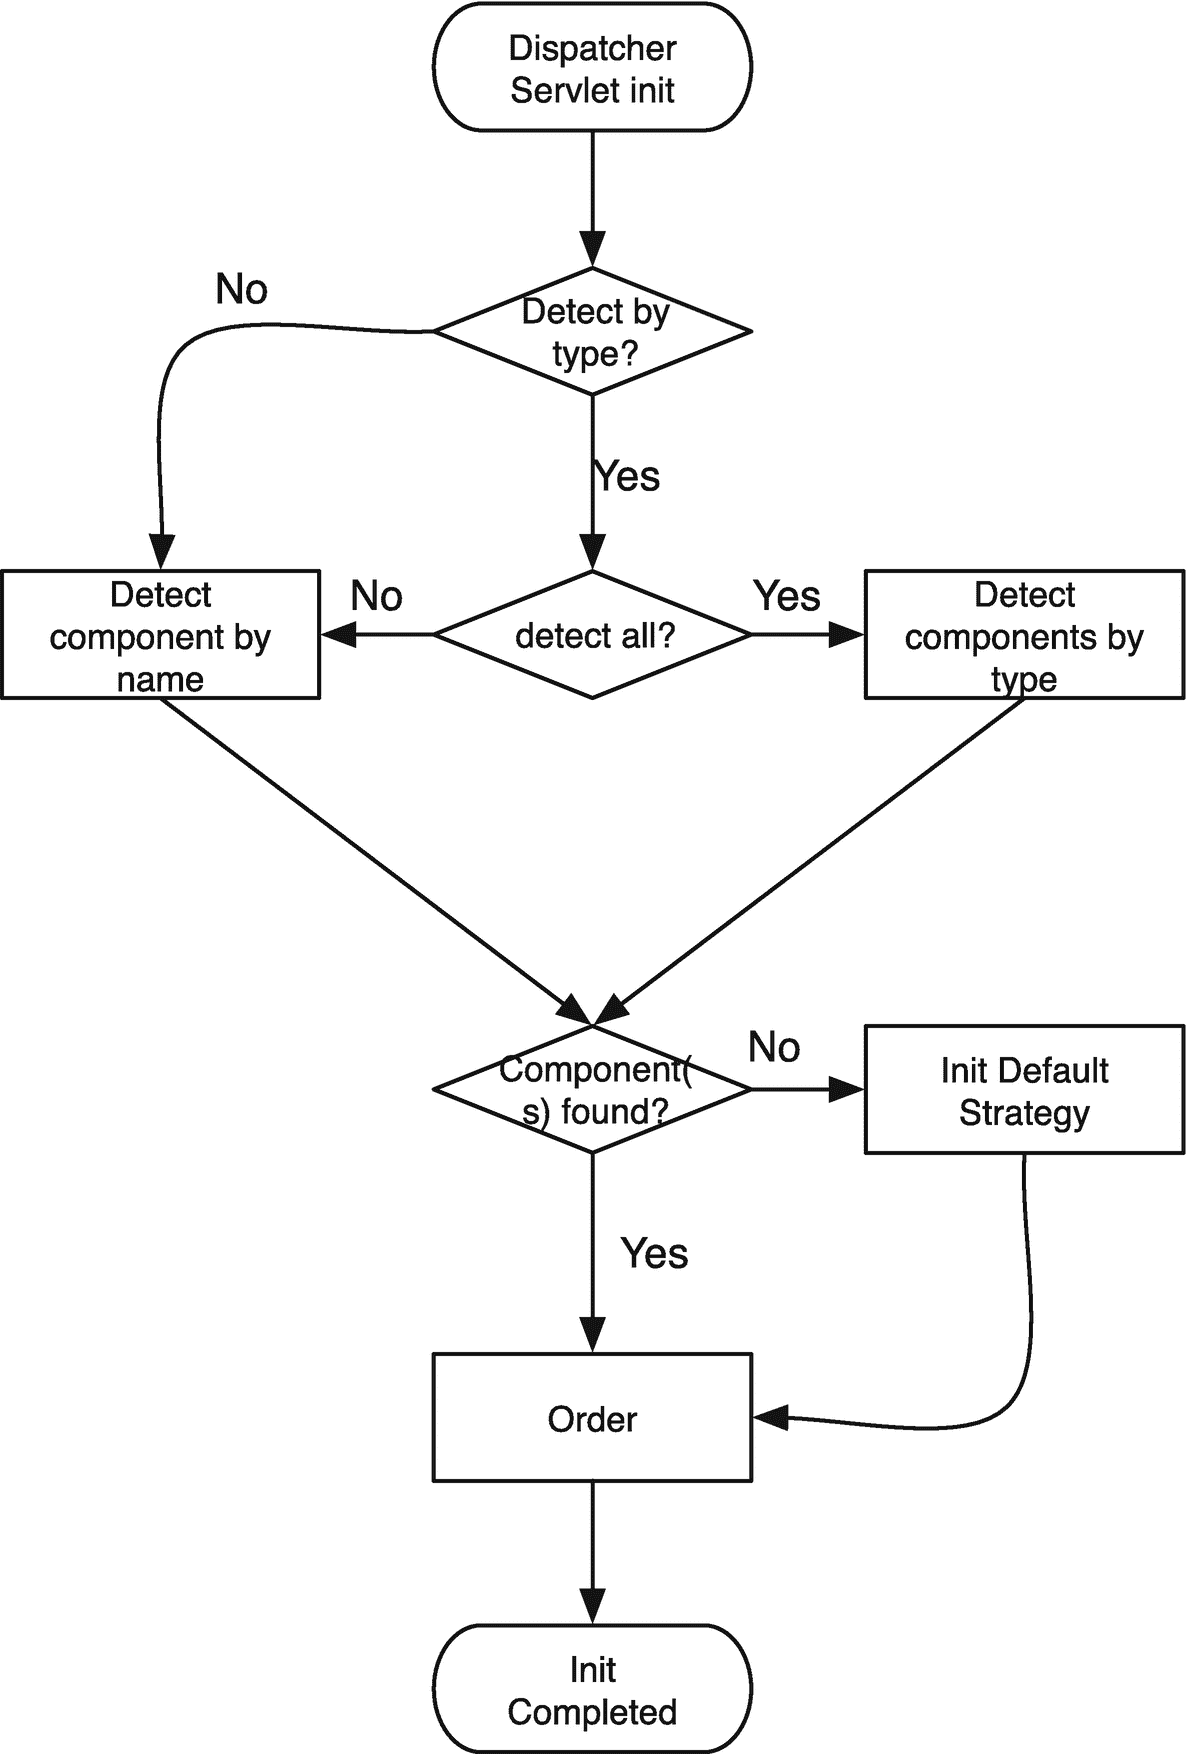 Dispatcher
Servlet init
No
Detect by
type?
Yes
Detect
component by
name
No
detect all?
Yes
Detect
components by
type
Component(
s) found?
No
Init Default
Strategy
Yes
Order
Init
Completed